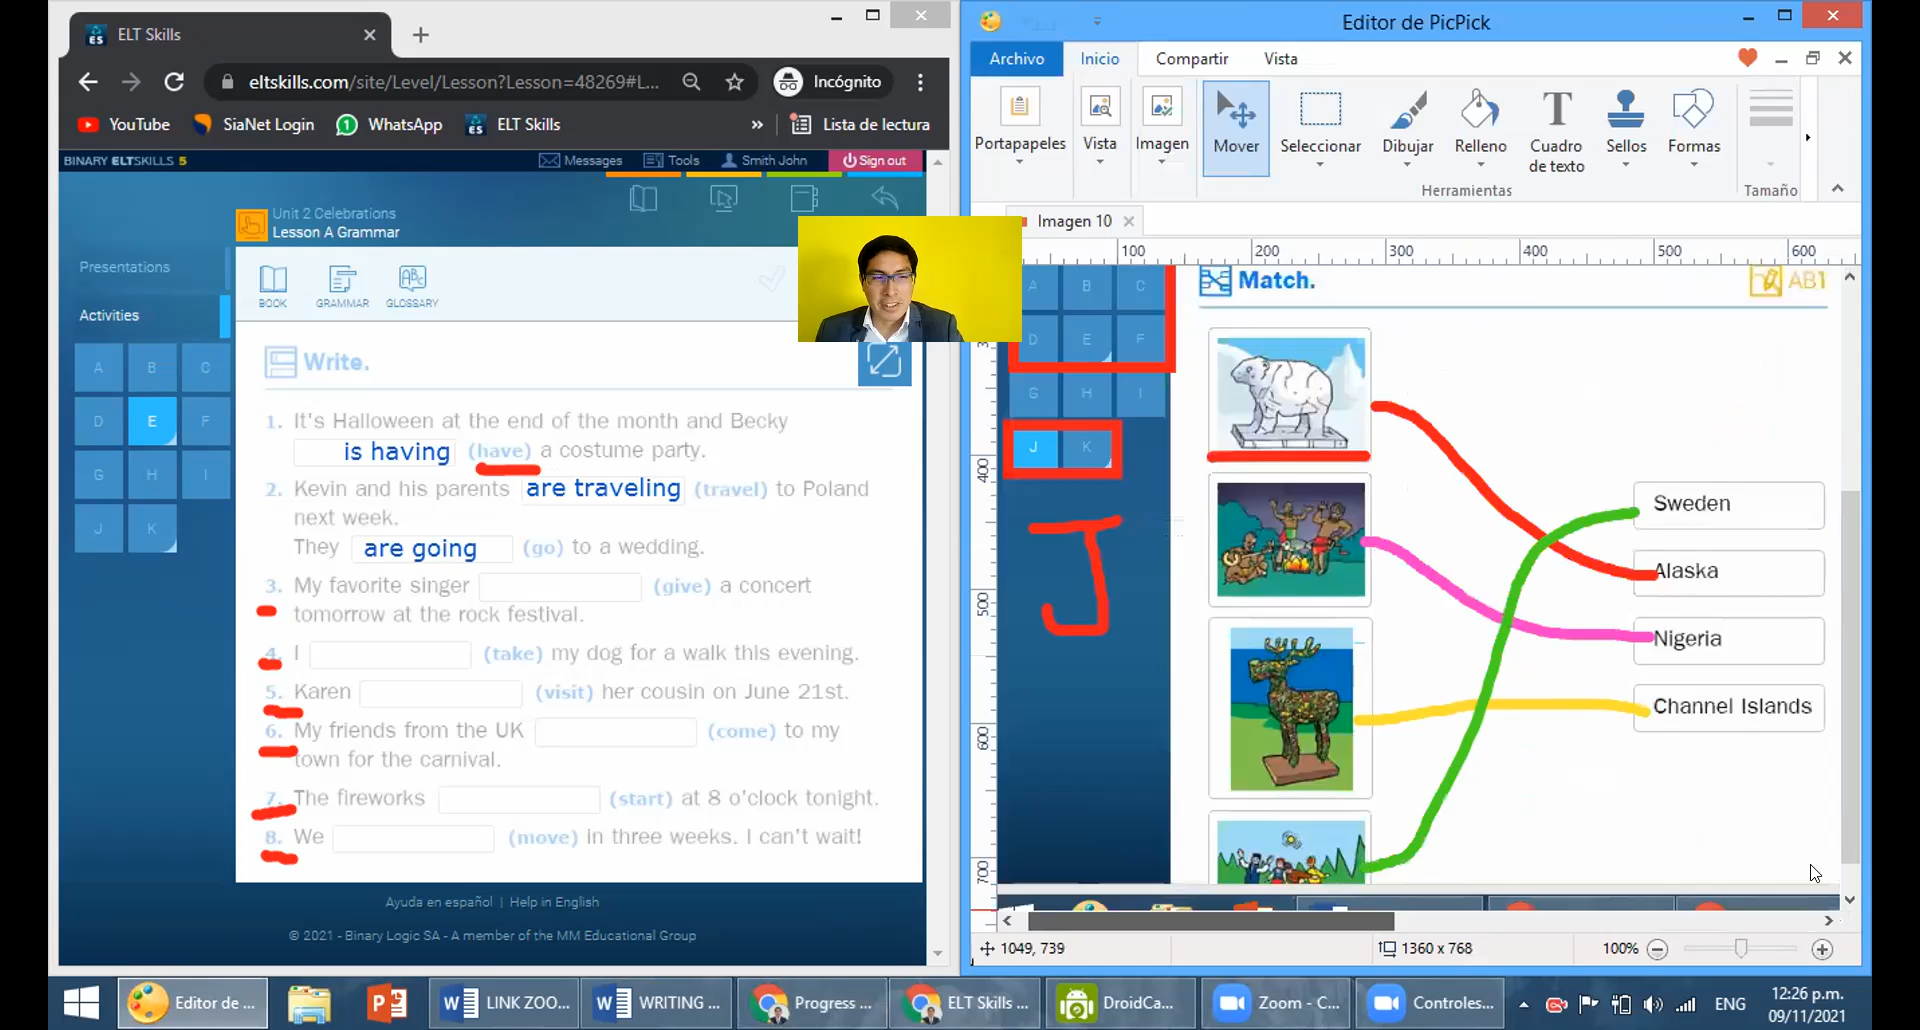 ELT Skills
eltskills.com/site/Level/Lesson?Lesson=48269#L...
Incógnito
YouTube
SiaNet Login
WhatsApp
ELT Skills
»
Lista de lectura
BINARY ELTSKILLS 5
Messages
Tools
Smith John
Sign out
Unit 2 Celebrations
Lesson A Grammar
Presentations
Activities
A B C
D E F
G H I
J K
BOOK
GRAMMAR
GLOSSARY
Write.
1. It's Halloween at the end of the month and Becky
is having (have) a costume party.
2. Kevin and his parents are traveling (travel) to Poland
next week.
They are going (go) to a wedding.
3. My favorite singer (give) a concert
tomorrow at the rock festival.
4. I (take) my dog for a walk this evening.
5. Karen (visit) her cousin on June 21st.
6. My friends from the UK (come) to my
town for the carnival.
7. The fireworks (start) at 8 o'clock tonight.
8. We (move) in three weeks. I can't wait!
Ayuda en español | Help in English
© 2021 - Binary Logic SA - A member of the MM Educational Group
Editor de PicPick
Archivo
Inicio
Compartir
Vista
Portapapeles
Vista
Imagen
Mover
Seleccionar
Dibujar
Relleno
Cuadro
de texto
Sellos
Formas
Herramientas
Tamaño
Imagen 10
100 200 300 400 500 600
400
500
600
700
A B C
D E F
G H I
J K
J
Match.
AB1
Sweden
Alaska
Nigeria
Channel Islands
1049, 739
1360 x 768
100%
Editor de ...
LINK ZOO...
WRITING ...
Progress ...
ELT Skills ...
DroidCa...
Zoom - C...
Controles...
ENG
12:26 p.m.
09/11/2021